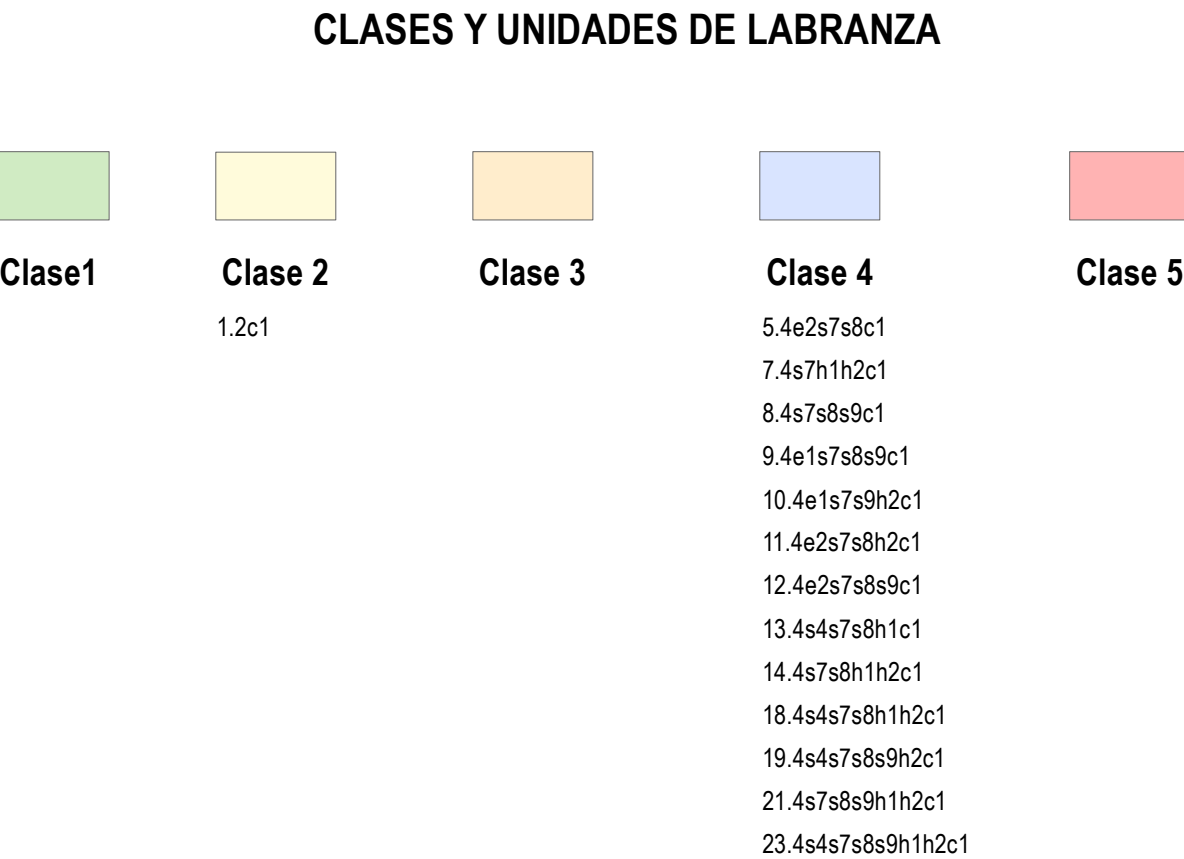 CLASES Y UNIDADES DE LABRANZA
Clase1 Clase 2 Clase 3 Clase 4 Clase 5
1.2c1 5.4e2s7s8c1
7.4s7h1h2c1
8.4s7s8s9c1
9.4e1s7s8s9c1
10.4e1s7s9h2c1
11.4e2s7s8h2c1
12.4e2s7s8s9c1
13.4s4s7s8h1c1
14.4s7s8h1h2c1
18.4s4s7s8h1h2c1
19.4s4s7s8s9h2c1
21.4s7s8s9h1h2c1
23.4s4s7s8s9h1h2c1